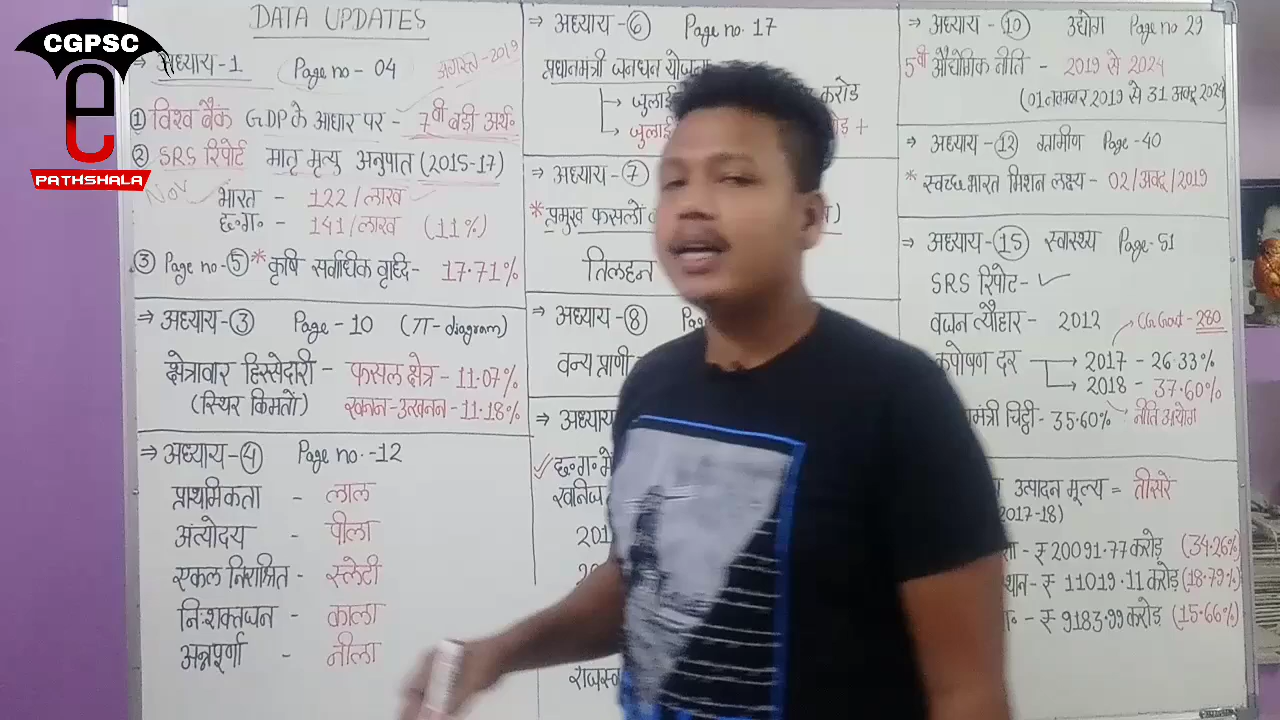 CGPSC
e
PATHSHALA
DATA UPDATES
⇒ अध्याय-1 Page no - 04 अगस्त-2019
① विश्व बैंक GDP के आधार पर - 7वीं बड़ी अर्थ॰
② SRS रिपोर्ट मातृ मृत्यु अनुपात (2015-17)
Nov भारत - 122/लाख
छ॰ग॰ - 141/लाख (11%)
③ Page no-⑤ * कृषि सर्वाधिक वृद्धि - 17.71%
⇒ अध्याय-③ Page - 10 (π-diagram)
क्षेत्रावार हिस्सेदारी - फसल क्षेत्र - 11.07%
(स्थिर किमतों) खनन-उत्खनन - 11.18%
⇒ अध्याय-④ Page no. -12
प्राथमिकता - लाल
अंत्योदय - पीला
एकल निराश्रित - स्लेटी
निःशक्तजन - काला
अन्नपूर्णा - नीला
⇒ अध्याय-⑥ Page no. 17
प्रधानमंत्री जनधन योजना
→ जुलाई करोड़
→ जुलाई +
⇒ अध्याय-⑦
* प्रमुख फसलों )
तिलहन
⇒ अध्याय-⑧
वन्य प्राणी
⇒
छ॰ग॰ में
खनिज
201
⇒ अध्याय-⑩ उद्योग Page no 29
5वीं औद्योगिक नीति - 2019 से 2024
(01 नवम्बर 2019 से 31 अक्टू 2024)
⇒ अध्याय-⑫ ग्रामीण Page-40
* स्वच्छ भारत मिशन लक्ष्य - 02/अक्टू/2019
⇒ अध्याय-⑮ स्वास्थ्य Page-51
SRS रिपोर्ट- ✓
वजन त्यौहार - 2012 → CG Govt - 280
कुपोषण दर → 2017 - 26.33%
→ 2018 - 37.60%
मंत्री चिट्ठी - 35.60% → नीति आयोग
उत्पादन मूल्य = तीसरे
2017-18)
- ₹ 20091.77 करोड़ (34.26%)
- ₹ 11019.11 करोड़ (18.79%)
- ₹ 9183.99 करोड़ (15.66%)